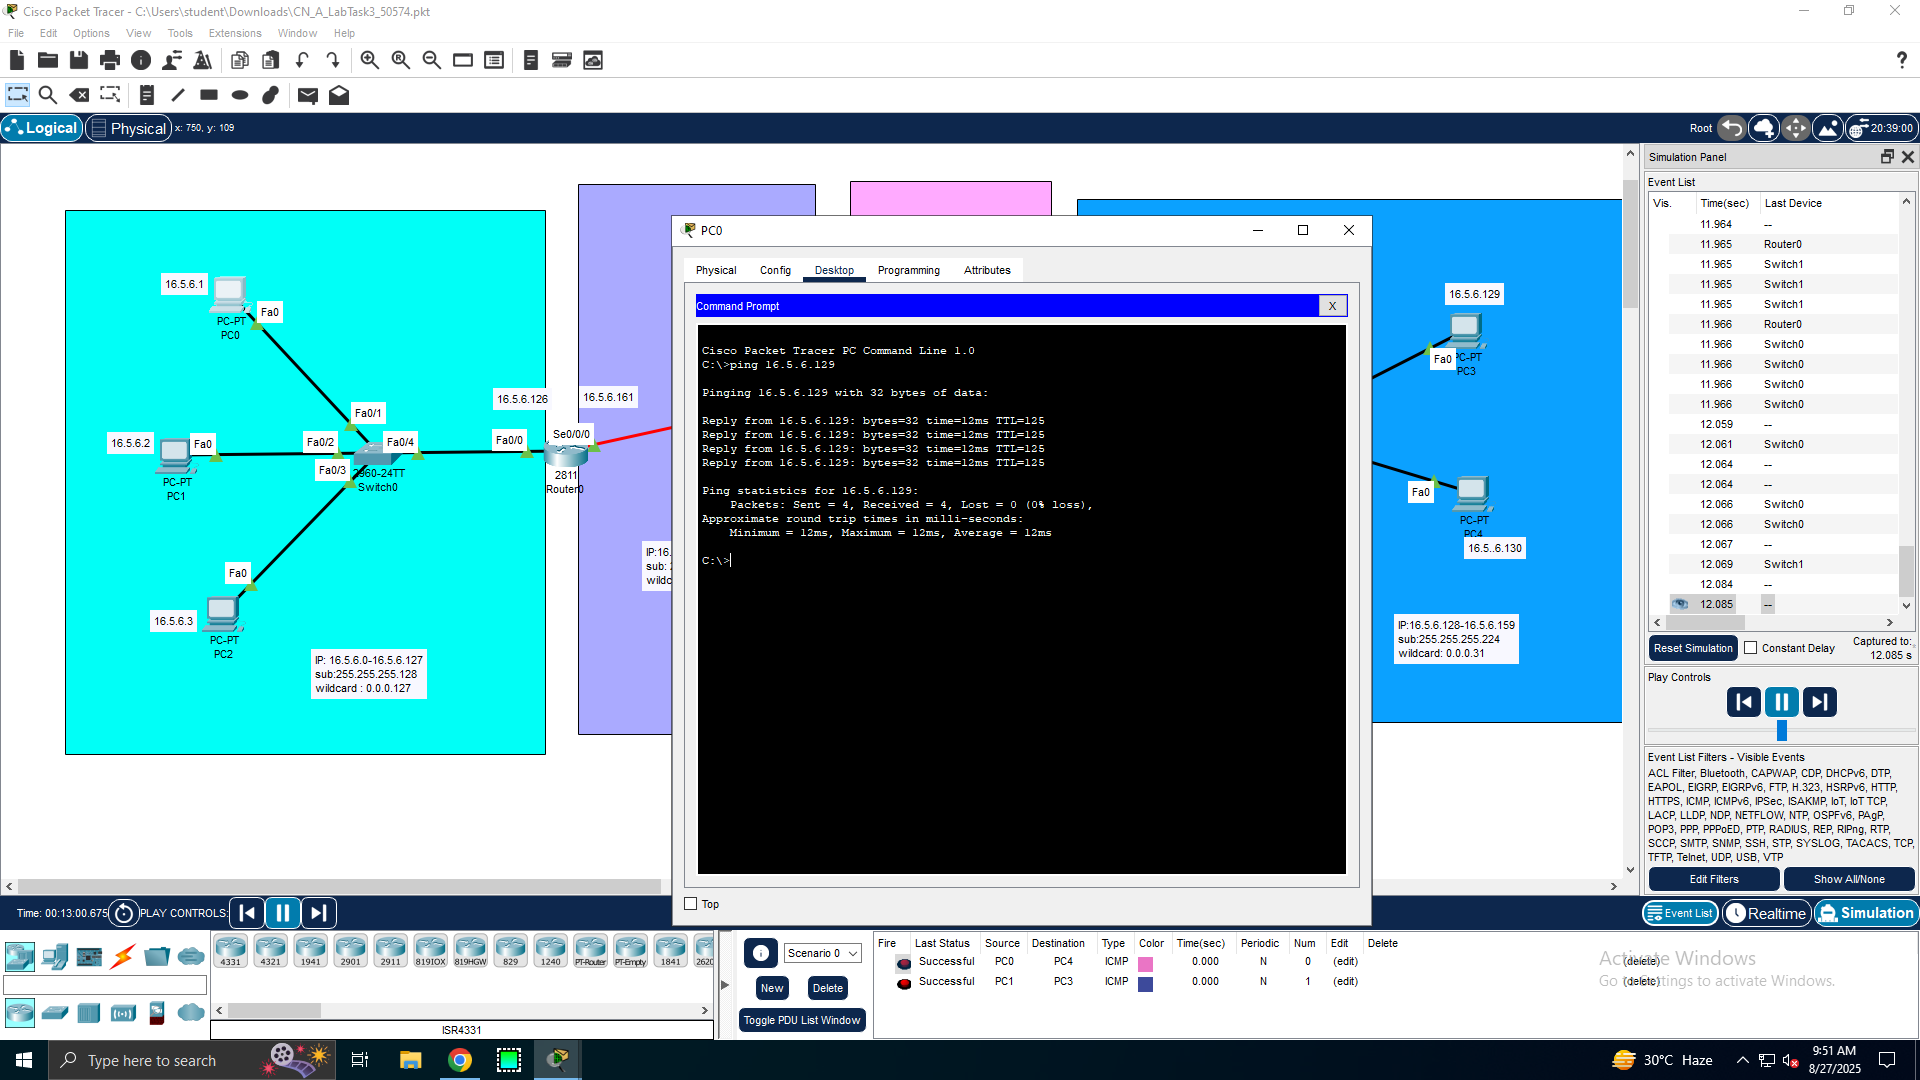 Cisco Packet Tracer - C:\Users\student\Downloads\CN_A_LabTask3_50574.pkt
File Edit Options View Tools Extensions Window Help
Logical Physical x: 750, y: 109
Root 20:39:00
16.5.6.1
Fa0
PC-PT
PC0
Fa0/1
16.5.6.2
Fa0
Fa0/2
Fa0/4
Fa0/3
PC-PT
PC1
2960-24TT
Switch0
Fa0/0
16.5.6.126
16.5.6.161
Se0/0/0
2811
Router0
Fa0
16.5.6.3
PC-PT
PC2
IP: 16.5.6.0-16.5.6.127
sub:255.255.255.128
wildcard : 0.0.0.127
IP:16.
sub:
wildc
PC0
Physical Config Desktop Programming Attributes
Command Prompt
X
Cisco Packet Tracer PC Command Line 1.0
C:\>ping 16.5.6.129
Pinging 16.5.6.129 with 32 bytes of data:
Reply from 16.5.6.129: bytes=32 time=12ms TTL=125
Reply from 16.5.6.129: bytes=32 time=12ms TTL=125
Reply from 16.5.6.129: bytes=32 time=12ms TTL=125
Reply from 16.5.6.129: bytes=32 time=12ms TTL=125
Ping statistics for 16.5.6.129:
Packets: Sent = 4, Received = 4, Lost = 0 (0% loss),
Approximate round trip times in milli-seconds:
Minimum = 12ms, Maximum = 12ms, Average = 12ms
C:\>
Top
16.5.6.129
Fa0
PC-PT
PC3
Fa0
PC-PT
PC4
16.5..6.130
IP:16.5.6.128-16.5.6.159
sub:255.255.255.224
wildcard: 0.0.0.31
Simulation Panel
Event List
Vis. Time(sec) Last Device
11.964 --
11.965 Router0
11.965 Switch1
11.965 Switch1
11.965 Switch1
11.966 Router0
11.966 Switch0
11.966 Switch0
11.966 Switch0
11.966 Switch0
12.059 --
12.061 Switch0
12.064 --
12.064 --
12.066 Switch0
12.066 Switch0
12.067 --
12.069 Switch1
12.084 --
12.085 --
Reset Simulation Constant Delay Captured to:
12.085 s
Play Controls
Event List Filters - Visible Events
ACL Filter, Bluetooth, CAPWAP, CDP, DHCPv6, DTP,
EAPOL, EIGRP, EIGRPv6, FTP, H.323, HSRPv6, HTTP,
HTTPS, ICMP, ICMPv6, IPSec, ISAKMP, IoT, IoT TCP,
LACP, LLDP, NDP, NETFLOW, NTP, OSPFv6, PAgP,
POP3, PPP, PPPoED, PTP, RADIUS, REP, RIPng, RTP,
SCCP, SMTP, SNMP, SSH, STP, SYSLOG, TACACS, TCP,
TFTP, Telnet, UDP, USB, VTP
Edit Filters Show All/None
Time: 00:13:00.675 PLAY CONTROLS:
Event List Realtime Simulation
4331 4321 1941 2901 2911 819IOX 819HGW 829 1240 PT-Router PT-Empty 1841 2620
ISR4331
Scenario 0
New Delete
Toggle PDU List Window
Fire Last Status Source Destination Type Color Time(sec) Periodic Num Edit Delete
Successful PC0 PC4 ICMP 0.000 N 0 (edit) (delete)
Successful PC1 PC3 ICMP 0.000 N 1 (edit) (delete)
Activate Windows
Go to Settings to activate Windows.
Type here to search
30°C Haze
9:51 AM
8/27/2025